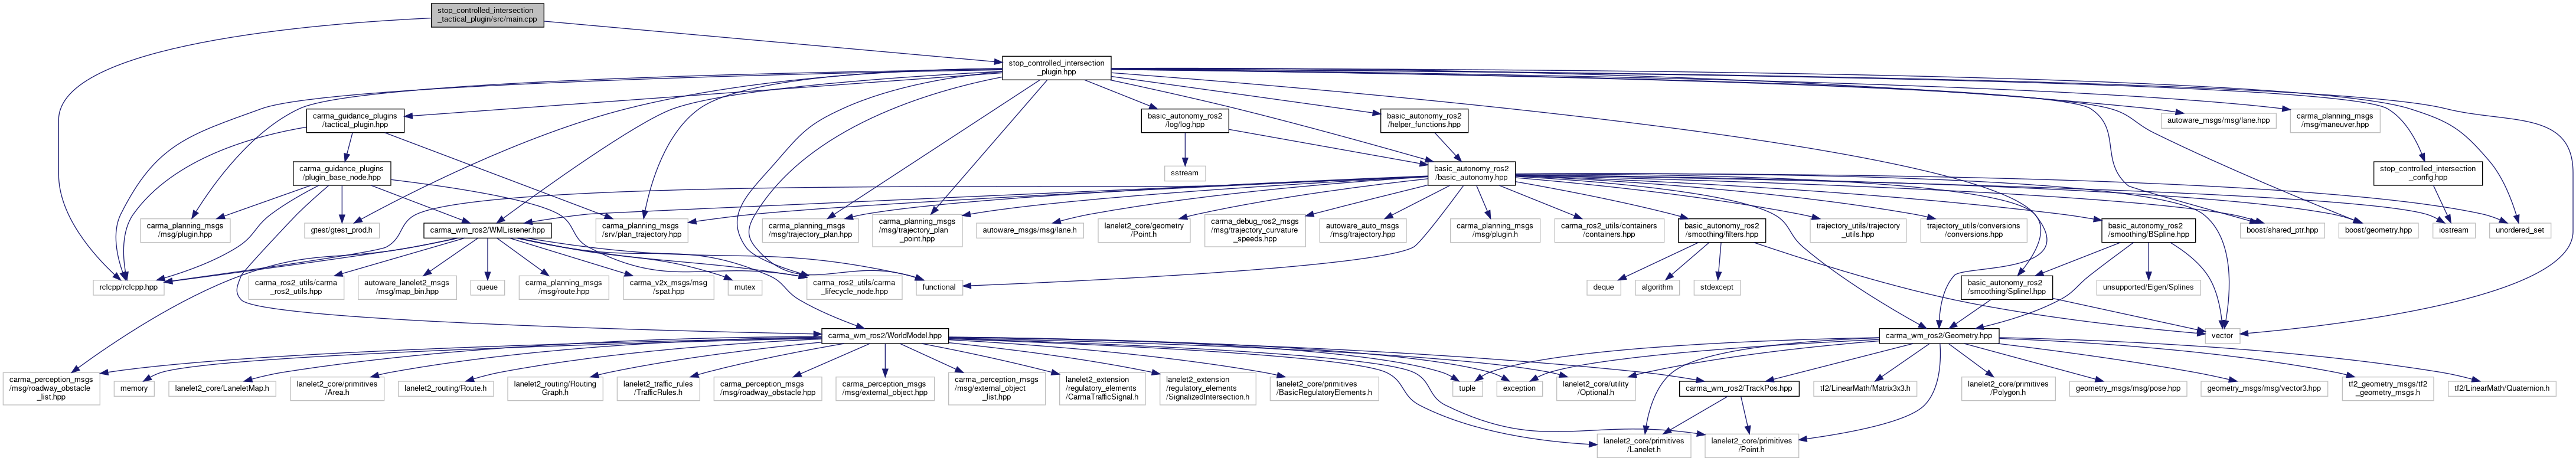 stop_controlled_intersection
_tactical_plugin/src/main.cpp
stop_controlled_intersection
_plugin.hpp
carma_guidance_plugins
/tactical_plugin.hpp
basic_autonomy_ros2
/log/log.hpp
basic_autonomy_ros2
/helper_functions.hpp
autoware_msgs/msg/lane.hpp
carma_planning_msgs
/msg/maneuver.hpp
carma_guidance_plugins
/plugin_base_node.hpp
sstream
basic_autonomy_ros2
/basic_autonomy.hpp
stop_controlled_intersection
_config.hpp
carma_planning_msgs
/msg/plugin.hpp
gtest/gtest_prod.h
carma_wm_ros2/WMListener.hpp
carma_planning_msgs
/srv/plan_trajectory.hpp
carma_planning_msgs
/msg/trajectory_plan.hpp
carma_planning_msgs
/msg/trajectory_plan
_point.hpp
autoware_msgs/msg/lane.h
lanelet2_core/geometry
/Point.h
carma_debug_ros2_msgs
/msg/trajectory_curvature
_speeds.hpp
autoware_auto_msgs
/msg/trajectory.hpp
carma_planning_msgs
/msg/plugin.h
carma_ros2_utils/containers
/containers.hpp
basic_autonomy_ros2
/smoothing/filters.hpp
trajectory_utils/trajectory
_utils.hpp
trajectory_utils/conversions
/conversions.hpp
basic_autonomy_ros2
/smoothing/BSpline.hpp
boost/shared_ptr.hpp
boost/geometry.hpp
iostream
unordered_set
rclcpp/rclcpp.hpp
carma_ros2_utils/carma
_ros2_utils.hpp
autoware_lanelet2_msgs
/msg/map_bin.hpp
queue
carma_planning_msgs
/msg/route.hpp
carma_v2x_msgs/msg
/spat.hpp
mutex
carma_ros2_utils/carma
_lifecycle_node.hpp
functional
deque
algorithm
stdexcept
basic_autonomy_ros2
/smoothing/SplineI.hpp
unsupported/Eigen/Splines
carma_wm_ros2/WorldModel.hpp
carma_wm_ros2/Geometry.hpp
vector
carma_perception_msgs
/msg/roadway_obstacle
_list.hpp
memory
lanelet2_core/LaneletMap.h
lanelet2_core/primitives
/Area.h
lanelet2_routing/Route.h
lanelet2_routing/Routing
Graph.h
lanelet2_traffic_rules
/TrafficRules.h
carma_perception_msgs
/msg/roadway_obstacle.hpp
carma_perception_msgs
/msg/external_object.hpp
carma_perception_msgs
/msg/external_object
_list.hpp
lanelet2_extension
/regulatory_elements
/CarmaTrafficSignal.h
lanelet2_extension
/regulatory_elements
/SignalizedIntersection.h
lanelet2_core/primitives
/BasicRegulatoryElements.h
tuple
exception
lanelet2_core/utility
/Optional.h
carma_wm_ros2/TrackPos.hpp
tf2/LinearMath/Matrix3x3.h
lanelet2_core/primitives
/Polygon.h
geometry_msgs/msg/pose.hpp
geometry_msgs/msg/vector3.hpp
tf2_geometry_msgs/tf2
_geometry_msgs.h
tf2/LinearMath/Quaternion.h
lanelet2_core/primitives
/Lanelet.h
lanelet2_core/primitives
/Point.h